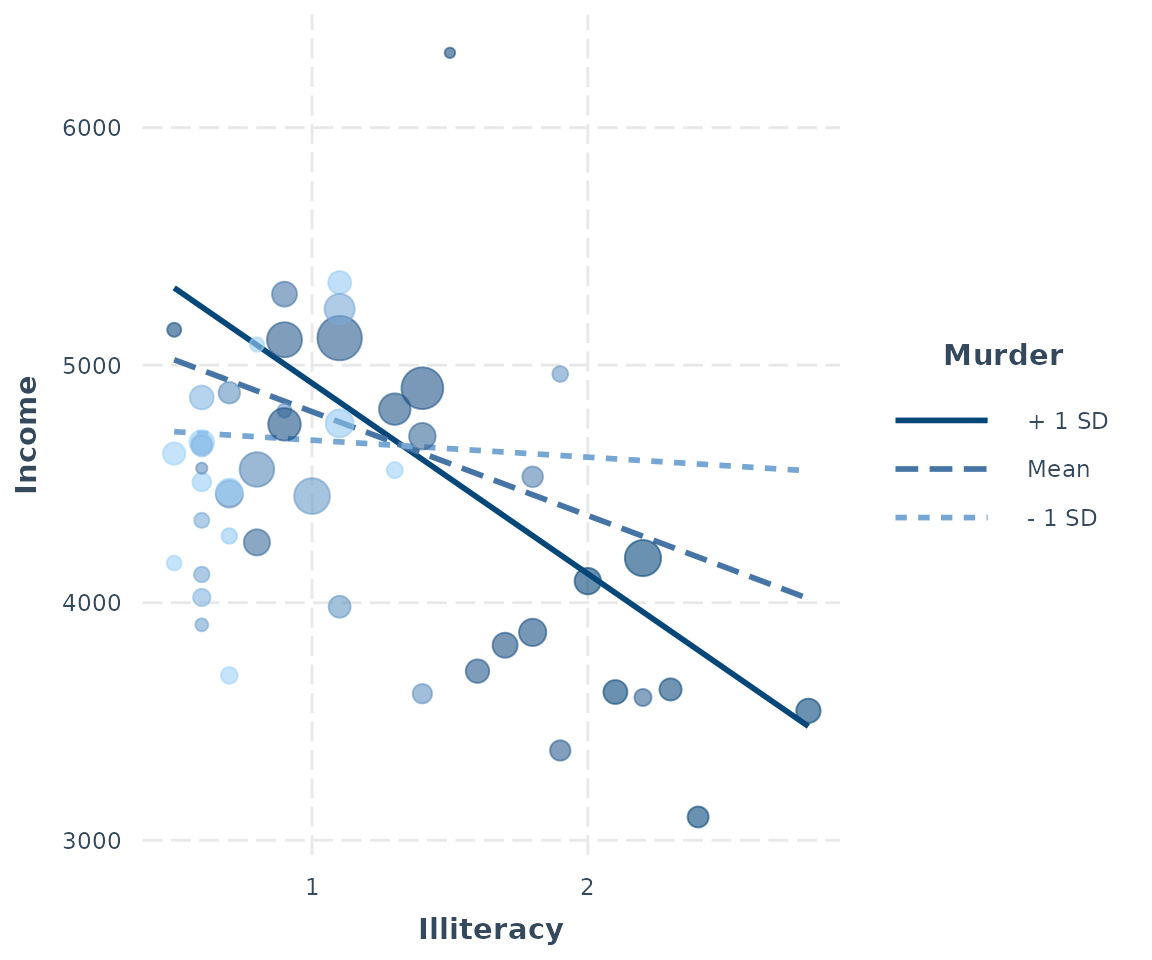 6000
5000
4000
3000
Income
1
2
Illiteracy
Murder
+ 1 SD
Mean
- 1 SD